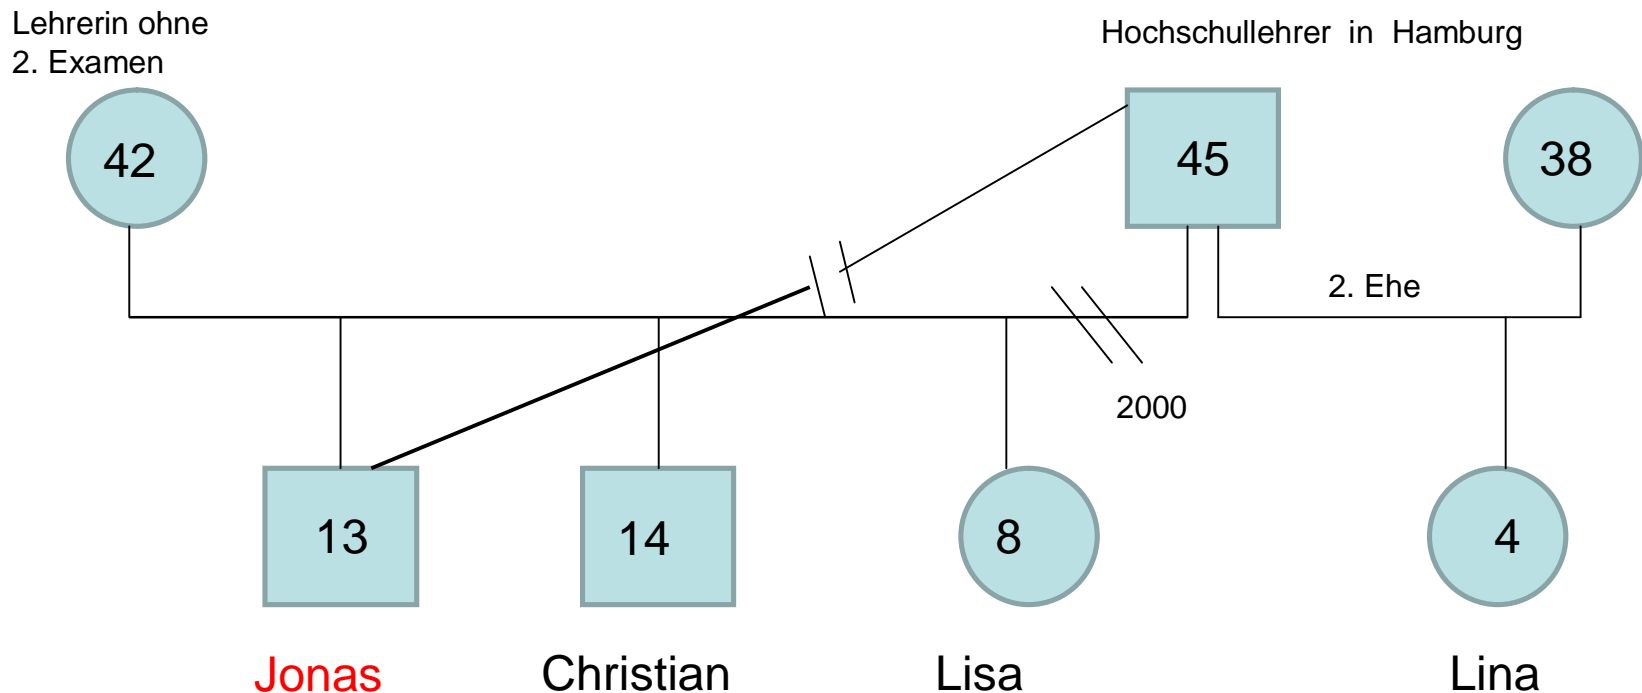 Lehrerin ohne
2. Examen
Hochschullehrer in Hamburg
42
45
38
2. Ehe
2000
13
14
8
4
Jonas
Christian
Lisa
Lina